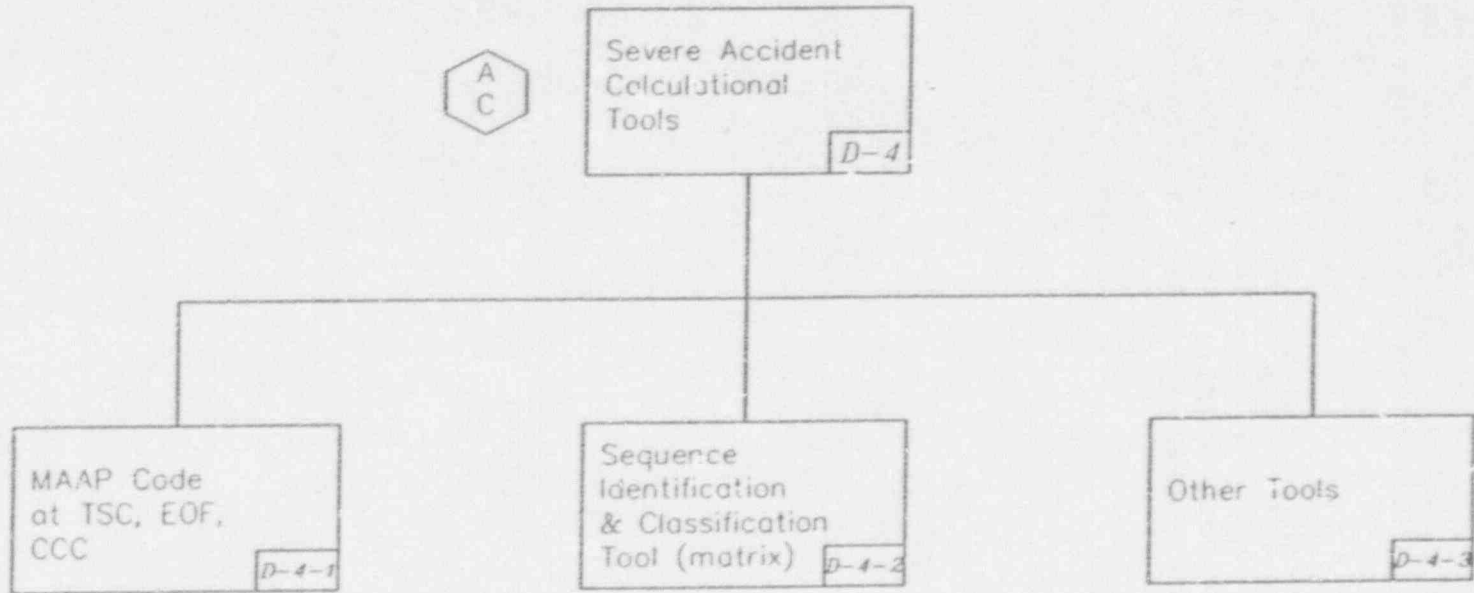 A
C
Severe Accident
Calculational
Tools
D-4
MAAP Code
at TSC, EOF,
CCC
D-4-1
Sequence
Identification
& Classification
Tool (matrix)
D-4-2
Other Tools
D-4-3